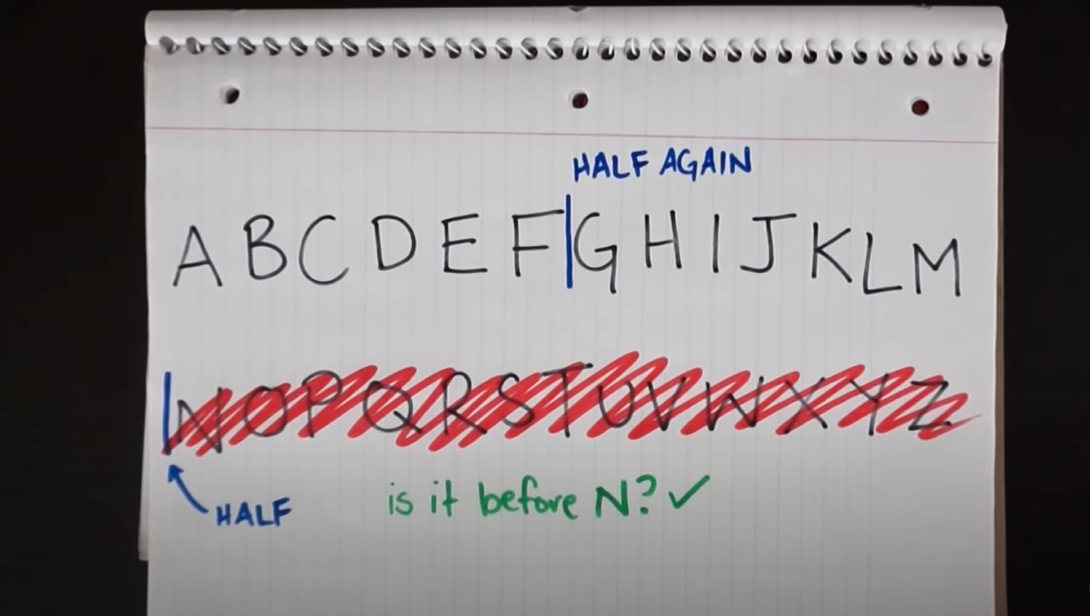 HALF AGAIN
A B C D E F | G H I J K L M
N O P Q R S T U V W X Y Z
HALF
is it before N? ✓